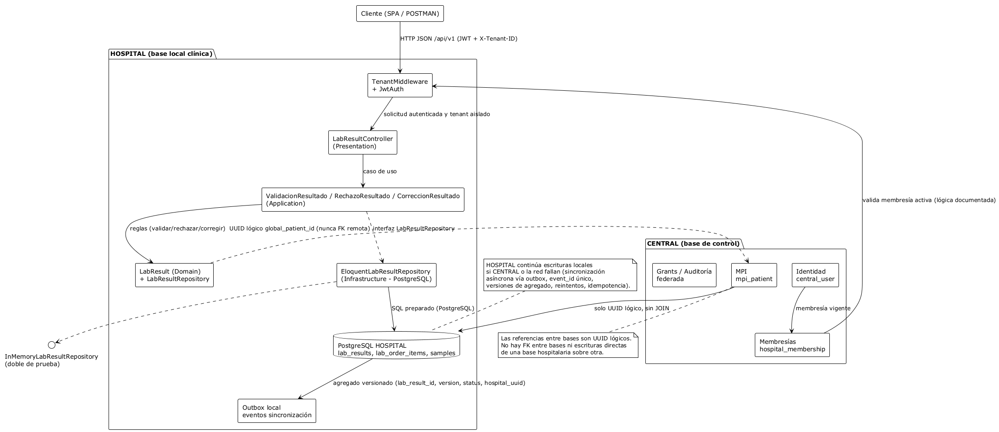 Cliente (SPA / POSTMAN)
HTTP JSON /api/v1 (JWT + X-Tenant-ID)
HOSPITAL (base local clínica)
TenantMiddleware
+ JwtAuth
solicitud autenticada y tenant aislado
LabResultController
(Presentation)
caso de uso
ValidacionResultado / RechazoResultado / CorreccionResultado
(Application)
valida membresía activa (lógica documentada)
reglas (validar/rechazar/corregir)
UUID lógico global_patient_id (nunca FK remota)
interfaz LabResultRepository
CENTRAL (base de control)
LabResult (Domain)
+ LabResultRepository
EloquentLabResultRepository
(Infrastructure - PostgreSQL)
HOSPITAL continúa escrituras locales
si CENTRAL o la red fallan (sincronización
asíncrona vía outbox, event_id único,
versiones de agregado, reintentos, idempotencia).
Grants / Auditoría
federada
MPI
mpi_patient
Identidad
central_user
SQL preparado (PostgreSQL)
solo UUID lógico, sin JOIN
membresía vigente
InMemoryLabResultRepository
(doble de prueba)
PostgreSQL HOSPITAL
lab_results, lab_order_items, samples
Las referencias entre bases son UUID lógicos.
No hay FK entre bases ni escrituras directas
de una base hospitalaria sobre otra.
Membresías
hospital_membership
agregado versionado (lab_result_id, version, status, hospital_uuid)
Outbox local
eventos sincronización